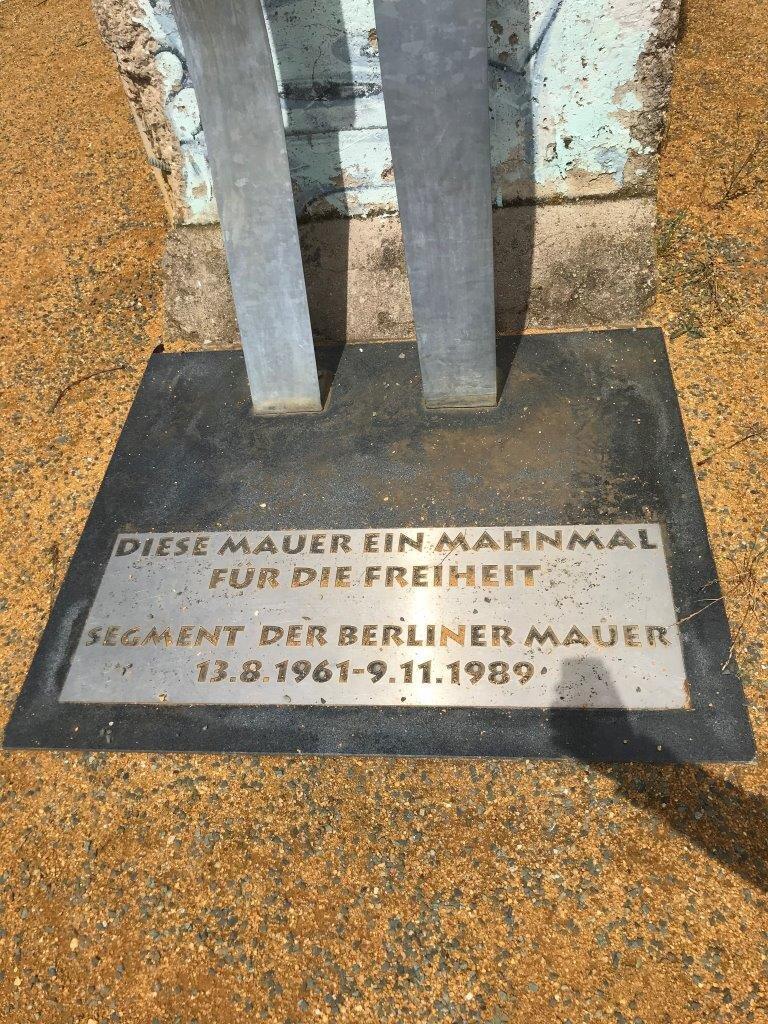 DIESE MAUER EIN MAHNMAL
FÜR DIE FREIHEIT
SEGMENT DER BERLINER MAUER
13.8.1961-9.11.1989